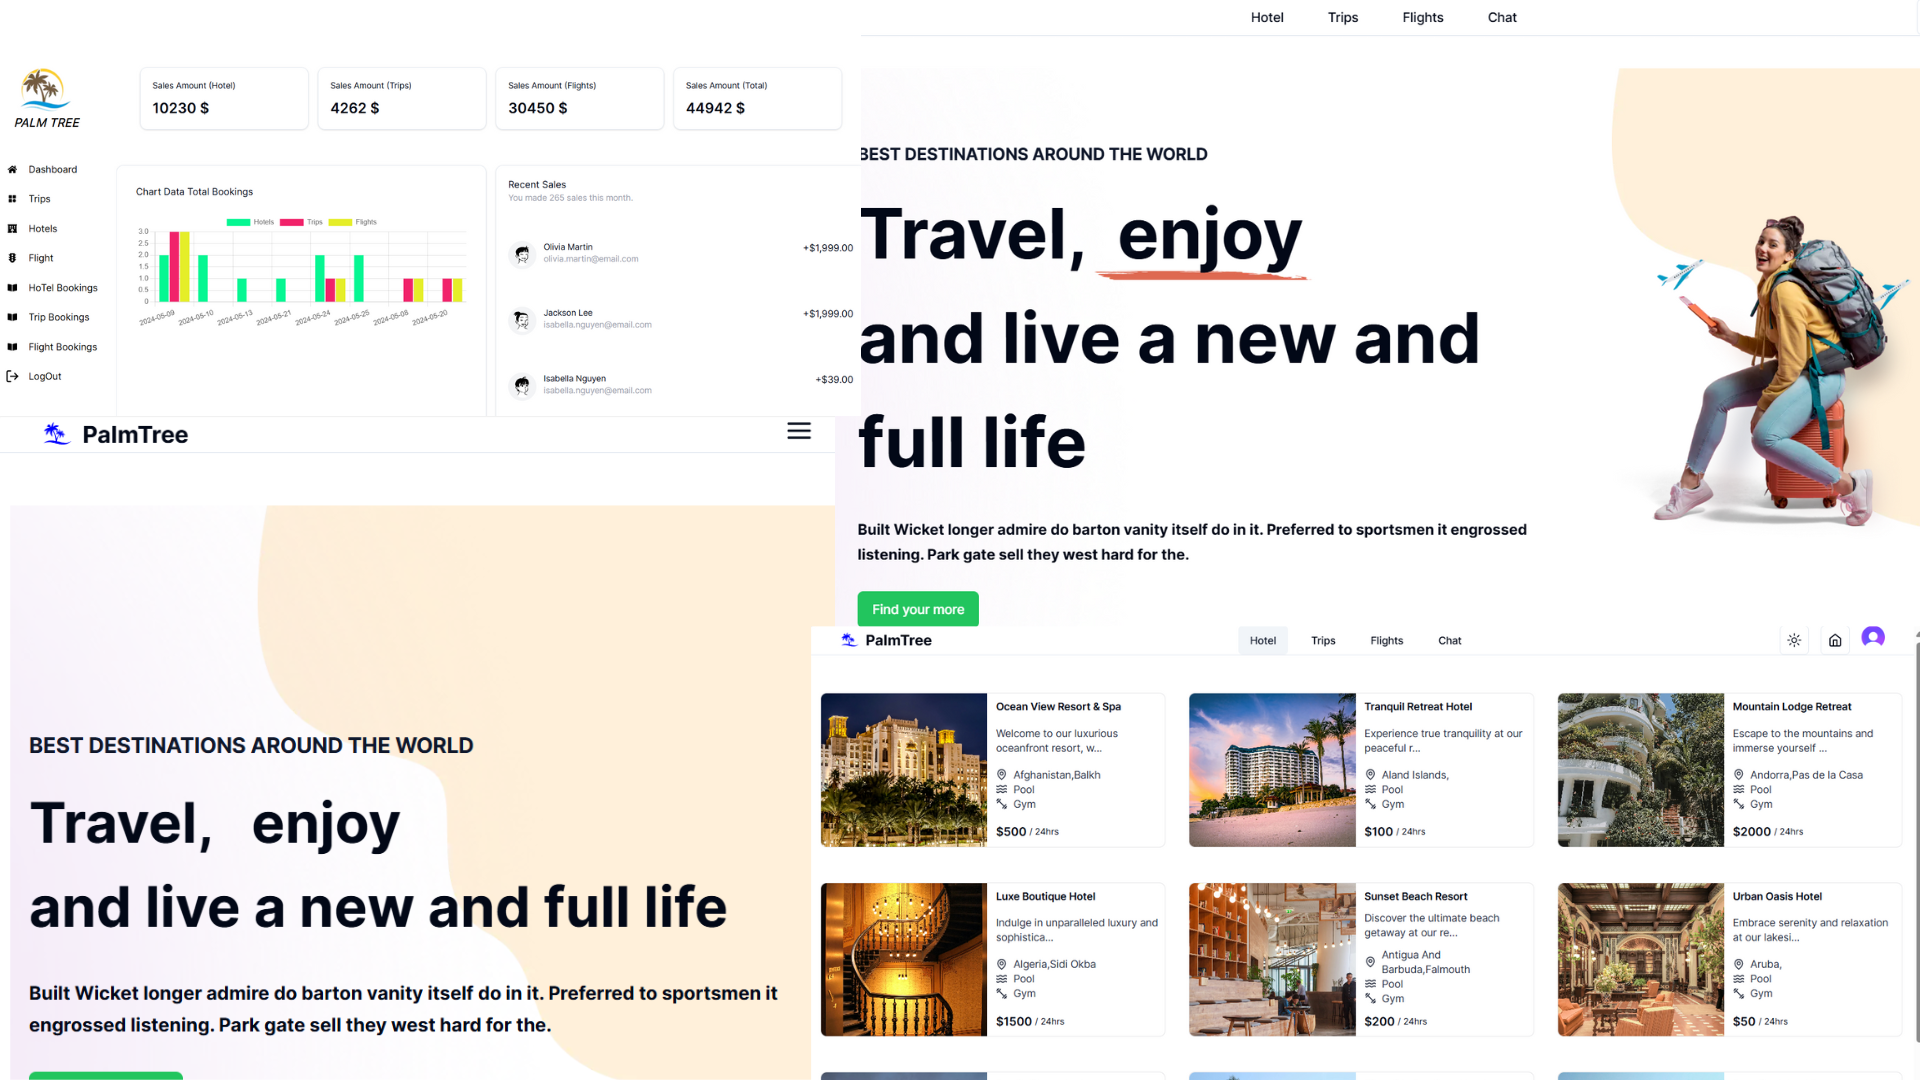 PALM TREE
Dashboard
Trips
Hotels
Flight
HoTel Bookings
Trip Bookings
Flight Bookings
LogOut
Sales Amount (Hotel)
10230 $
Sales Amount (Trips)
4262 $
Sales Amount (Flights)
30450 $
Sales Amount (Total)
44942 $
Chart Data Total Bookings
Hotels Trips Flights
3.0
2.5
2.0
1.5
1.0
0.5
0
2024-05-09 2024-05-10 2024-05-13 2024-05-21 2024-05-24 2024-05-25 2024-05-08 2024-05-20
Recent Sales
You made 265 sales this month.
Olivia Martin
olivia.martin@email.com
+$1,999.00
Jackson Lee
isabella.nguyen@email.com
+$1,999.00
Isabella Nguyen
isabella.nguyen@email.com
+$39.00
Hotel Trips Flights Chat
BEST DESTINATIONS AROUND THE WORLD
Travel, enjoy
and live a new and
full life
Built Wicket longer admire do barton vanity itself do in it. Preferred to sportsmen it engrossed
listening. Park gate sell they west hard for the.
Find your more
PalmTree
BEST DESTINATIONS AROUND THE WORLD
Travel, enjoy
and live a new and full life
Built Wicket longer admire do barton vanity itself do in it. Preferred to sportsmen it
engrossed listening. Park gate sell they west hard for the.
PalmTree
Hotel Trips Flights Chat
Ocean View Resort & Spa
Welcome to our luxurious
oceanfront resort, w...
Afghanistan,Balkh
Pool
Gym
$500 / 24hrs
Tranquil Retreat Hotel
Experience true tranquility at our
peaceful r...
Aland Islands,
Pool
Gym
$100 / 24hrs
Mountain Lodge Retreat
Escape to the mountains and
immerse yourself ...
Andorra,Pas de la Casa
Pool
Gym
$2000 / 24hrs
Luxe Boutique Hotel
Indulge in unparalleled luxury and
sophistica...
Algeria,Sidi Okba
Pool
Gym
$1500 / 24hrs
Sunset Beach Resort
Discover the ultimate beach
getaway at our re...
Antigua And
Barbuda,Falmouth
Pool
Gym
$200 / 24hrs
Urban Oasis Hotel
Embrace serenity and relaxation
at our lakesi...
Aruba,
Pool
Gym
$50 / 24hrs